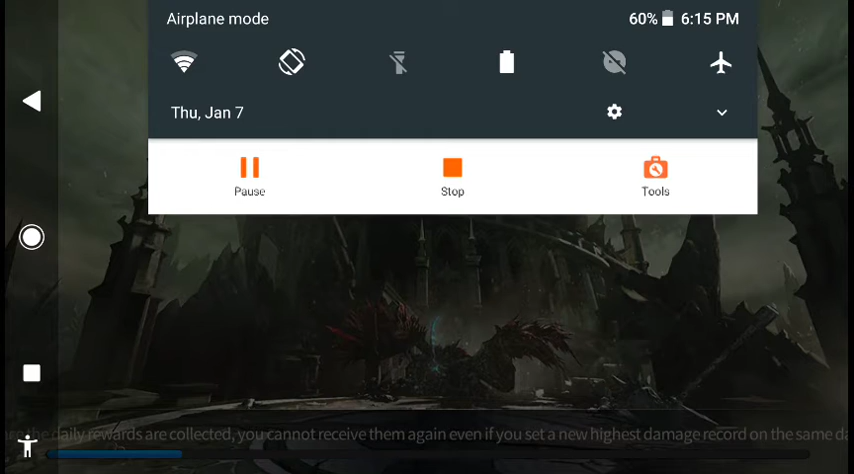 Airplane mode 60% 6:15 PM
Thu, Jan 7
Pause Stop Tools
the daily rewards are collected, you cannot receive them again even if you set a new highest damage record on the same